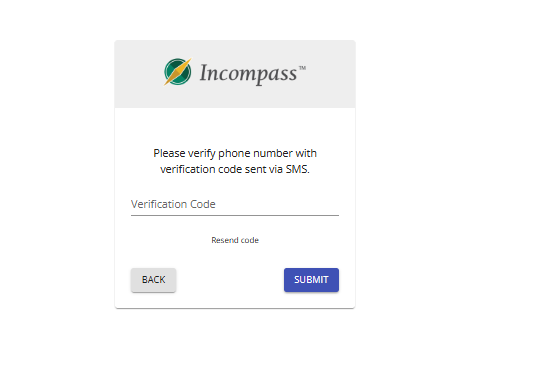 Incompass™
Please verify phone number with
verification code sent via SMS.
Verification Code
Resend code
BACK
SUBMIT